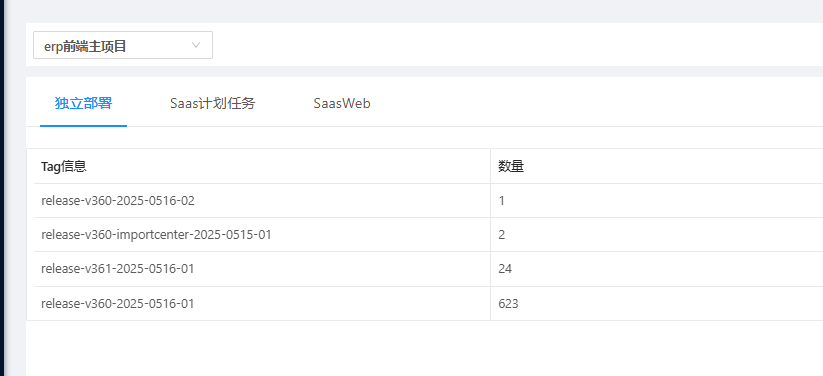 erp前端主项目
独立部署 Saas计划任务 SaasWeb
Tag信息 数量
release-v360-2025-0516-02 1
release-v360-importcenter-2025-0515-01 2
release-v361-2025-0516-01 24
release-v360-2025-0516-01 623